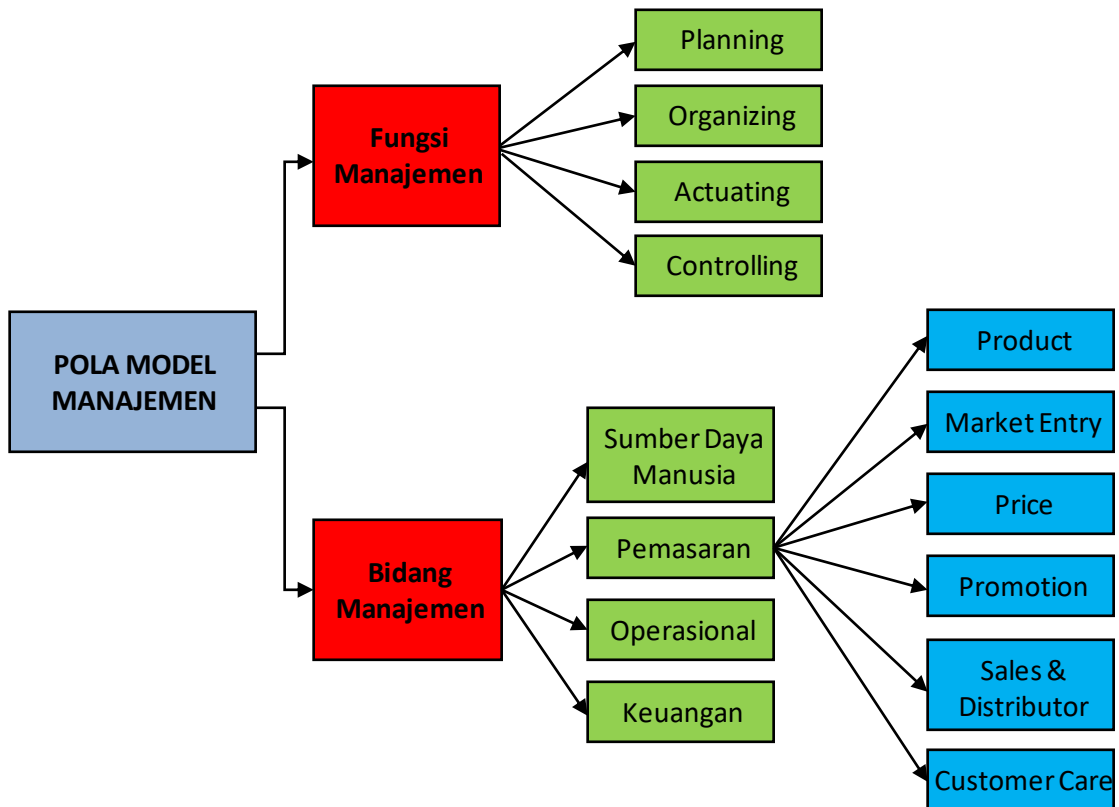 Planning
Organizing
Actuating
Controlling
Fungsi
Manajemen
POLA MODEL
MANAJEMEN
Bidang
Manajemen
Sumber Daya
Manusia
Pemasaran
Operasional
Keuangan
Product
Market Entry
Price
Promotion
Sales &
Distributor
Customer Care